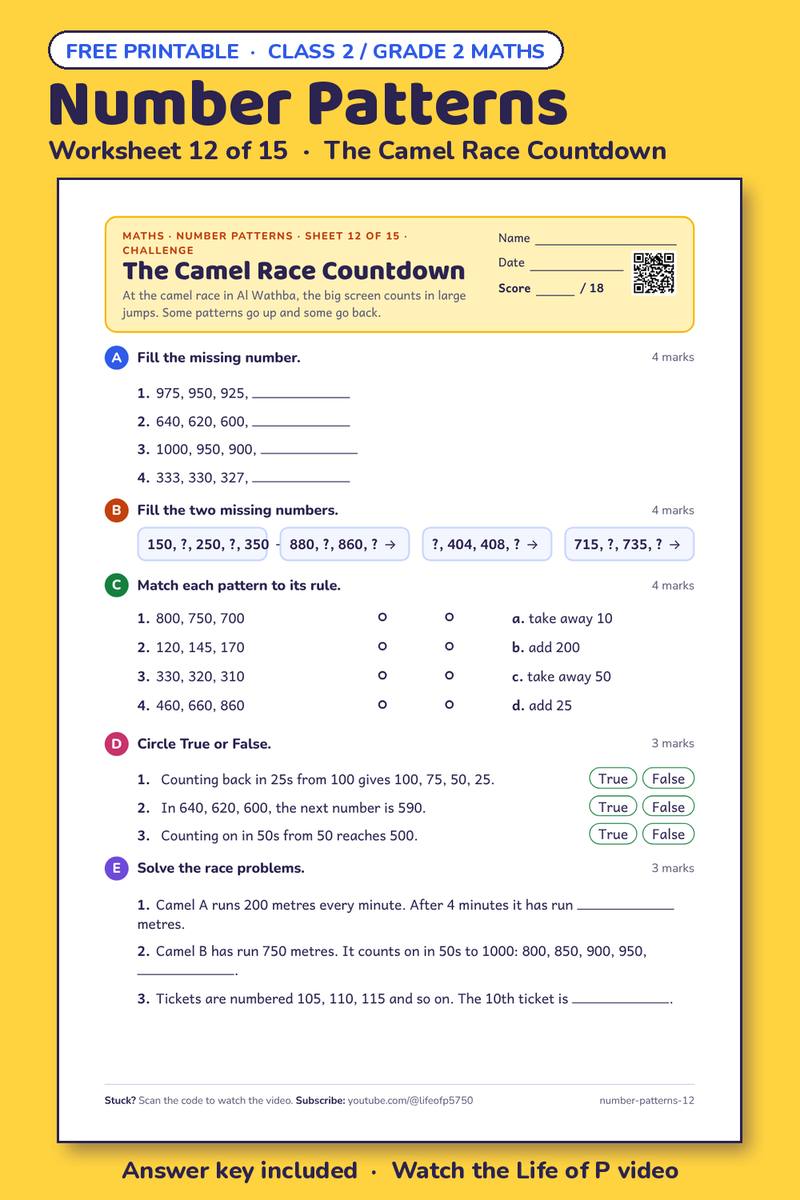 FREE PRINTABLE · CLASS 2 / GRADE 2 MATHS
Number Patterns
Worksheet 12 of 15 · The Camel Race Countdown
MATHS · NUMBER PATTERNS · SHEET 12 OF 15 ·
CHALLENGE
The Camel Race Countdown
At the camel race in Al Wathba, the big screen counts in large
jumps. Some patterns go up and some go back.
Name ____
Date ____
Score ____ / 18
A Fill the missing number. 4 marks
1. 975, 950, 925, ____
2. 640, 620, 600, ____
3. 1000, 950, 900, ____
4. 333, 330, 327, ____
B Fill the two missing numbers. 4 marks
150, ?, 250, ?, 350 880, ?, 860, ? → ?, 404, 408, ? → 715, ?, 735, ? →
C Match each pattern to its rule. 4 marks
1. 800, 750, 700 a. take away 10
2. 120, 145, 170 b. add 200
3. 330, 320, 310 c. take away 50
4. 460, 660, 860 d. add 25
D Circle True or False. 3 marks
1. Counting back in 25s from 100 gives 100, 75, 50, 25. True False
2. In 640, 620, 600, the next number is 590. True False
3. Counting on in 50s from 50 reaches 500. True False
E Solve the race problems. 3 marks
1. Camel A runs 200 metres every minute. After 4 minutes it has run ____
metres.
2. Camel B has run 750 metres. It counts on in 50s to 1000: 800, 850, 900, 950,
____.
3. Tickets are numbered 105, 110, 115 and so on. The 10th ticket is ____.
Stuck? Scan the code to watch the video. Subscribe: youtube.com/@lifeofp5750 number-patterns-12
Answer key included · Watch the Life of P video